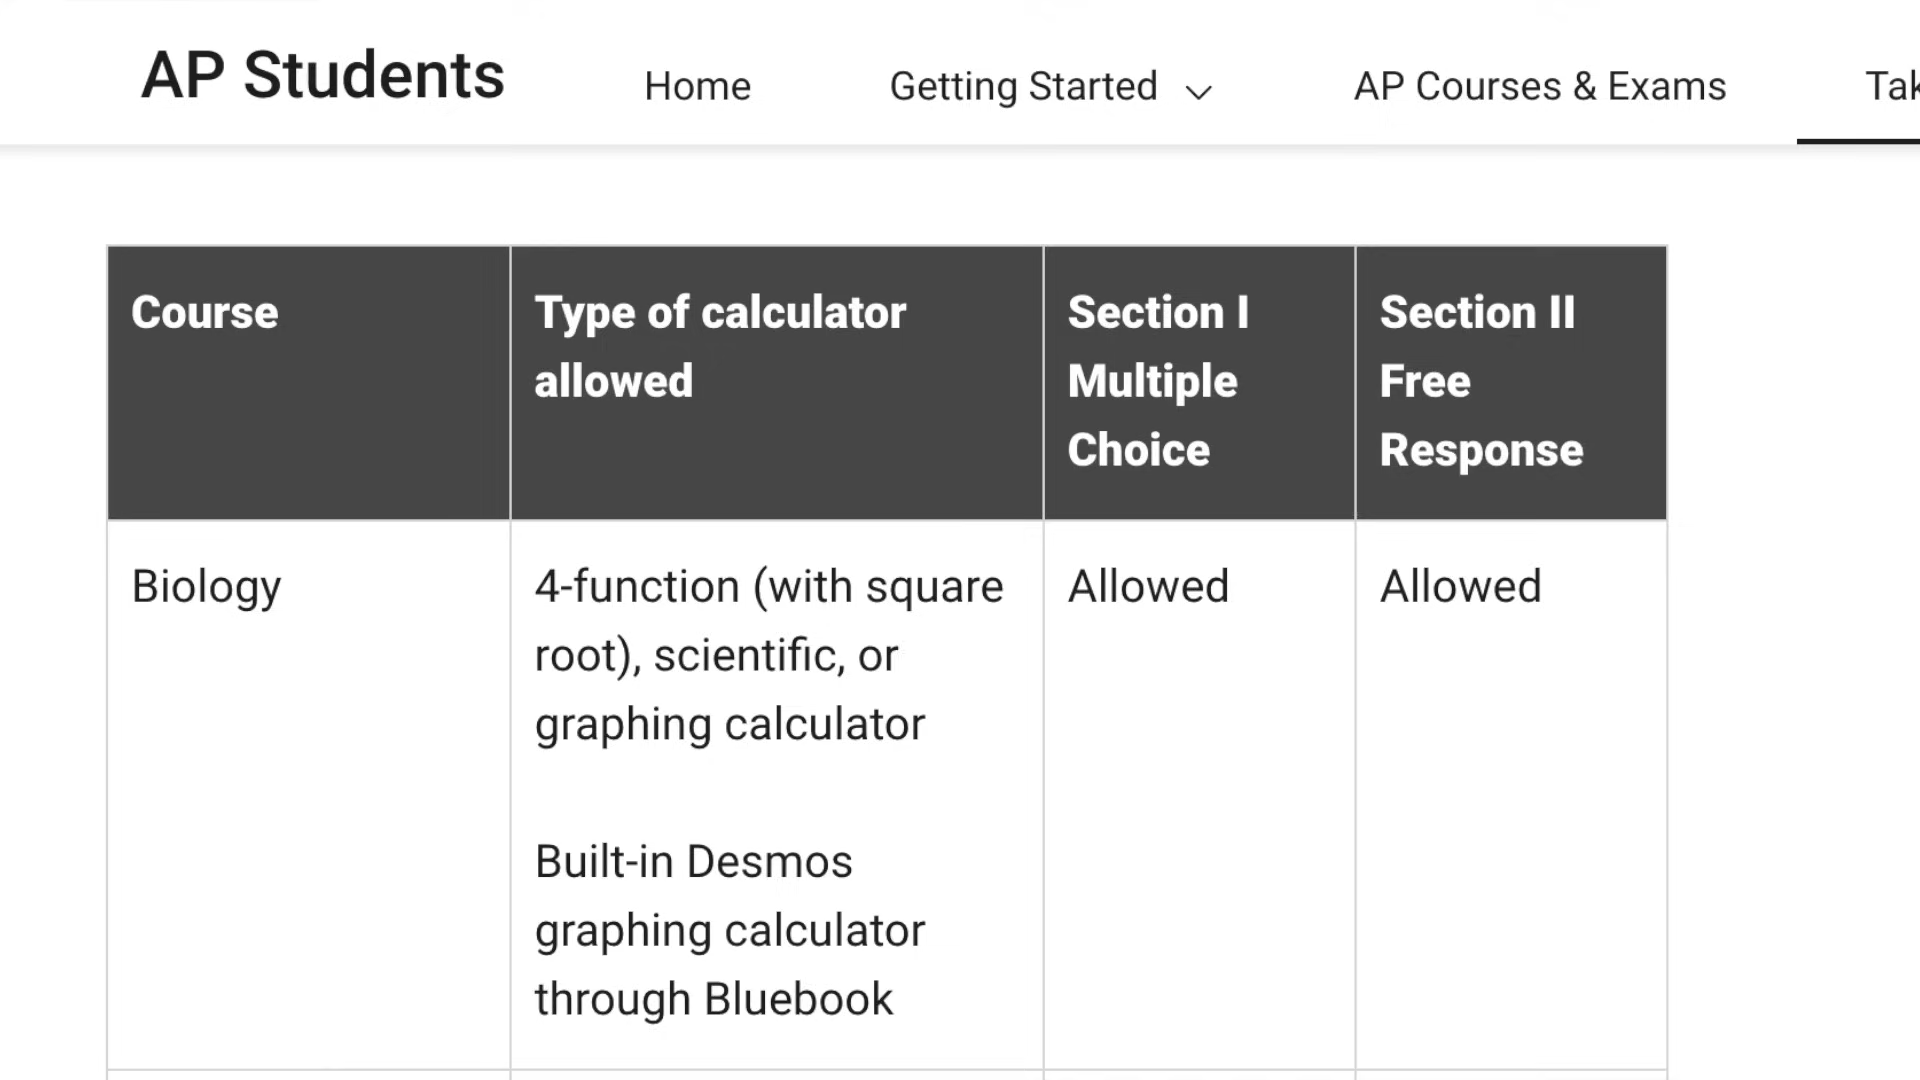 AP Students
Home
Getting Started
AP Courses & Exams
Course
Type of calculator
allowed
Section I
Multiple
Choice
Section II
Free
Response
Biology
4-function (with square
root), scientific, or
graphing calculator
Built-in Desmos
graphing calculator
through Bluebook
Allowed
Allowed